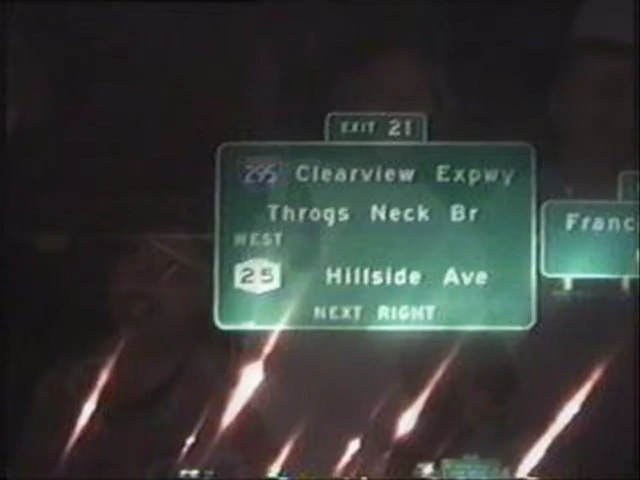 EXIT 21
295 Clearview Expwy
Throgs Neck Br
WEST
25 Hillside Ave
NEXT RIGHT
Franc